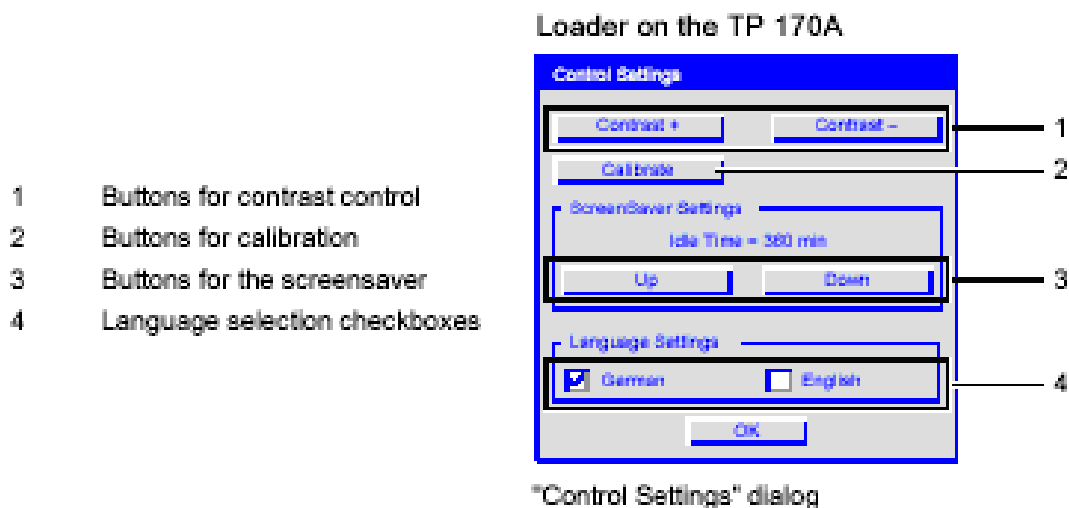 Loader on the TP 170A
Control Settings
Contrast + Contrast –
1
Calibrate
2
1 Buttons for contrast control
2 Buttons for calibration
3 Buttons for the screensaver
4 Language selection checkboxes
ScreenSaver Settings
Idle Time = 360 min
Up Down
3
Language Settings
German English
4
OK
"Control Settings" dialog